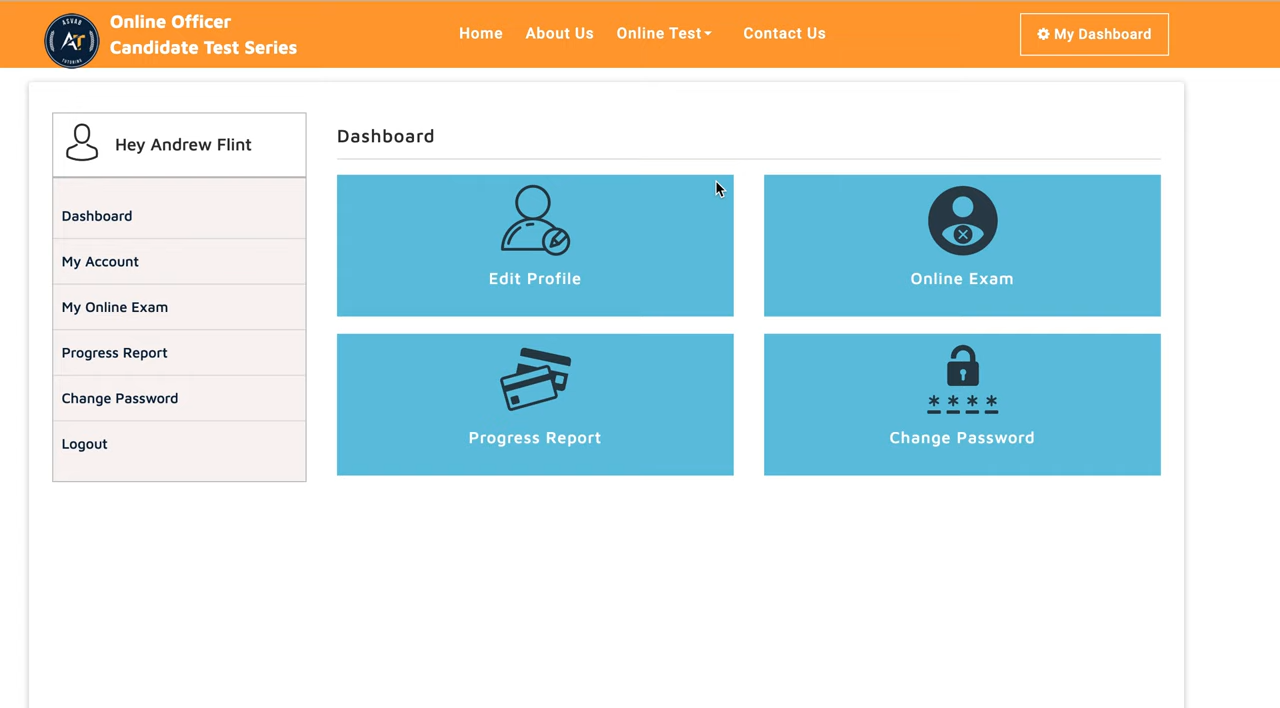 ASVAB
AT
TUTORING
Online Officer
Candidate Test Series
Home
About Us
Online Test
Contact Us
My Dashboard
Hey Andrew Flint
Dashboard
My Account
My Online Exam
Progress Report
Change Password
Logout
Dashboard
Edit Profile
Online Exam
Progress Report
* * * *
Change Password